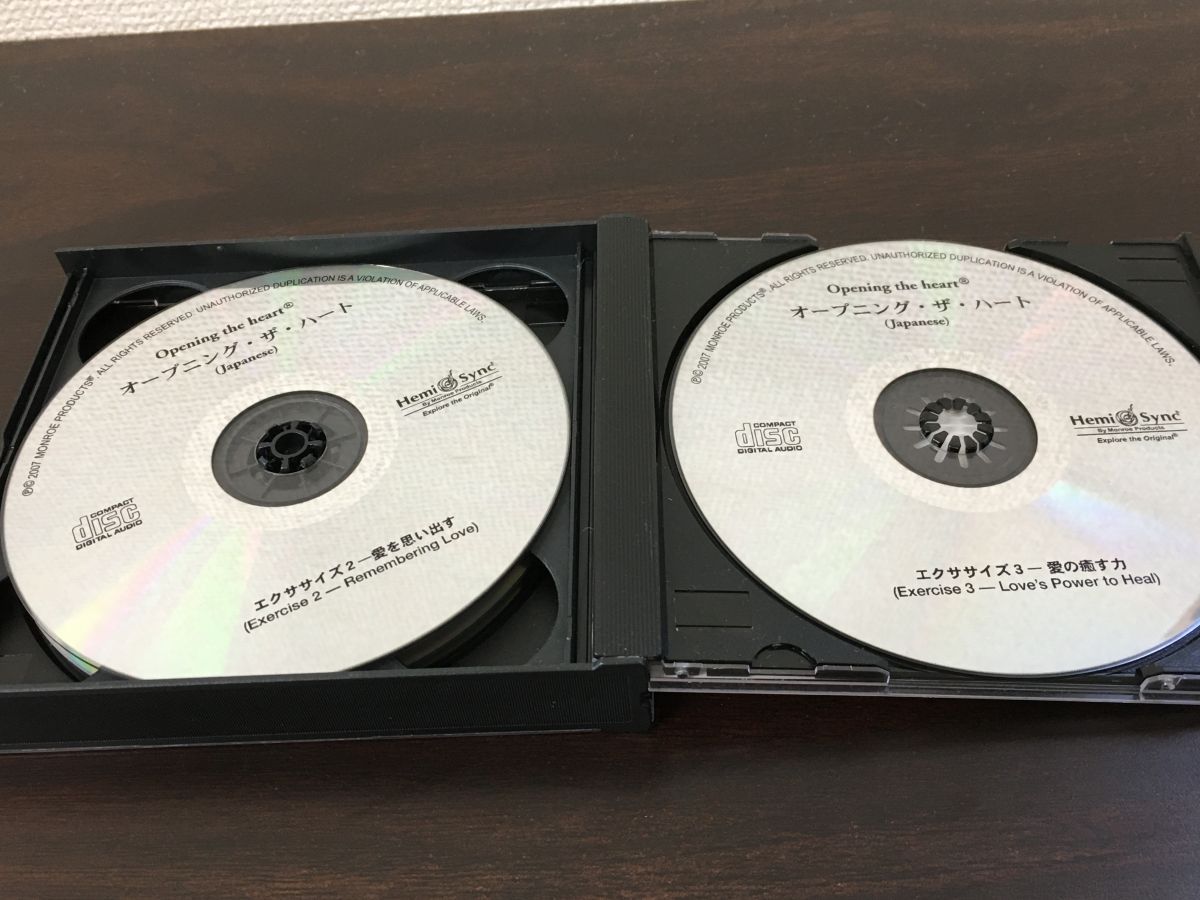 ℗© 2007 MONROE PRODUCTS® ALL RIGHTS RESERVED. UNAUTHORIZED DUPLICATION IS A VIOLATION OF APPLICABLE LAWS.
Opening the heart®
オープニング・ザ・ハート
(Japanese)
Hemi Sync®
By Monroe Products
Explore the Original®
COMPACT
disc
DIGITAL AUDIO
エクササイズ2 ― 愛を思い出す
(Exercise 2 — Remembering Love)
℗© 2007 MONROE PRODUCTS® ALL RIGHTS RESERVED. UNAUTHORIZED DUPLICATION IS A VIOLATION OF APPLICABLE LAWS.
Opening the heart®
オープニング・ザ・ハート
(Japanese)
Hemi Sync®
By Monroe Products
Explore the Original®
COMPACT
disc
DIGITAL AUDIO
エクササイズ3 ― 愛の癒す力
(Exercise 3 — Love's Power to Heal)